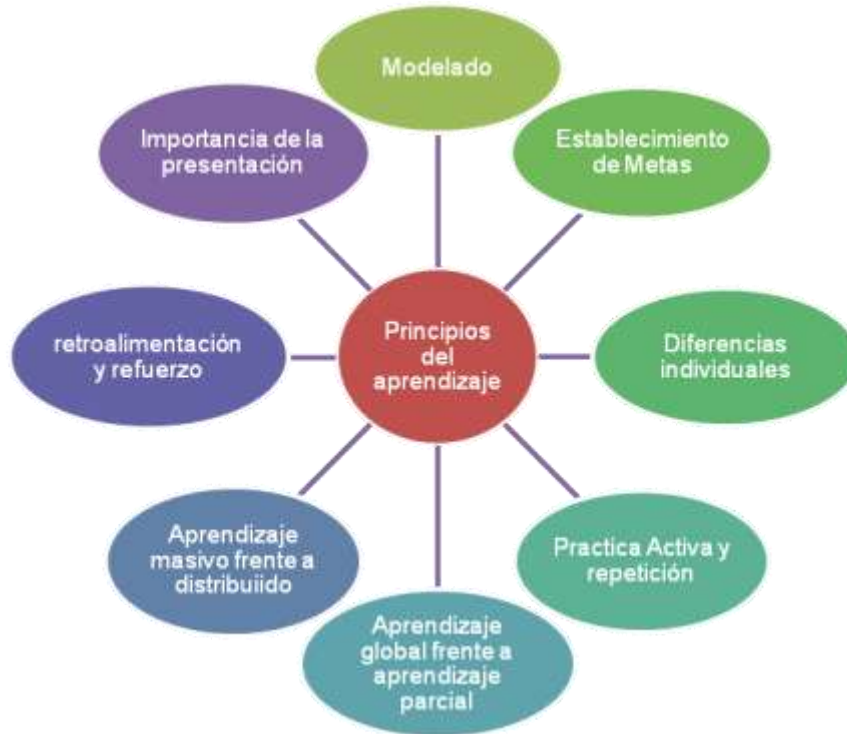 Modelado
Establecimiento
de Metas
Diferencias
individuales
Practica Activa y
repetición
Aprendizaje
global frente a
aprendizaje
parcial
Aprendizaje
masivo frente a
distribuiido
retroalimentación
y refuerzo
Importancia de la
presentación
Principios
del
aprendizaje